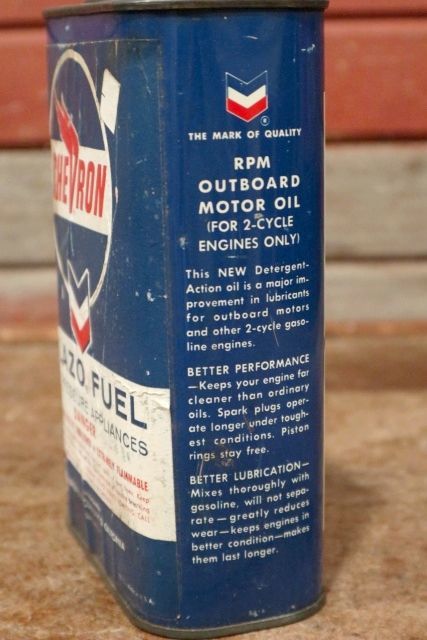 CHEVRON
FUEL
APPLIANCES
DANGER
FLAMMABLE
®
THE MARK OF QUALITY
RPM
OUTBOARD
MOTOR OIL
(FOR 2-CYCLE
ENGINES ONLY)
This NEW Detergent-
Action oil is a major im-
provement in lubricants
for outboard motors
and other 2-cycle gaso-
line engines.
BETTER PERFORMANCE
—Keeps your engine far
cleaner than ordinary
oils. Spark plugs oper-
ate longer under tough-
est conditions. Piston
rings stay free.
BETTER LUBRICATION—
Mixes thoroughly with
gasoline, will not sepa-
rate—greatly reduces
wear—keeps engines in
better condition—makes
them last longer.